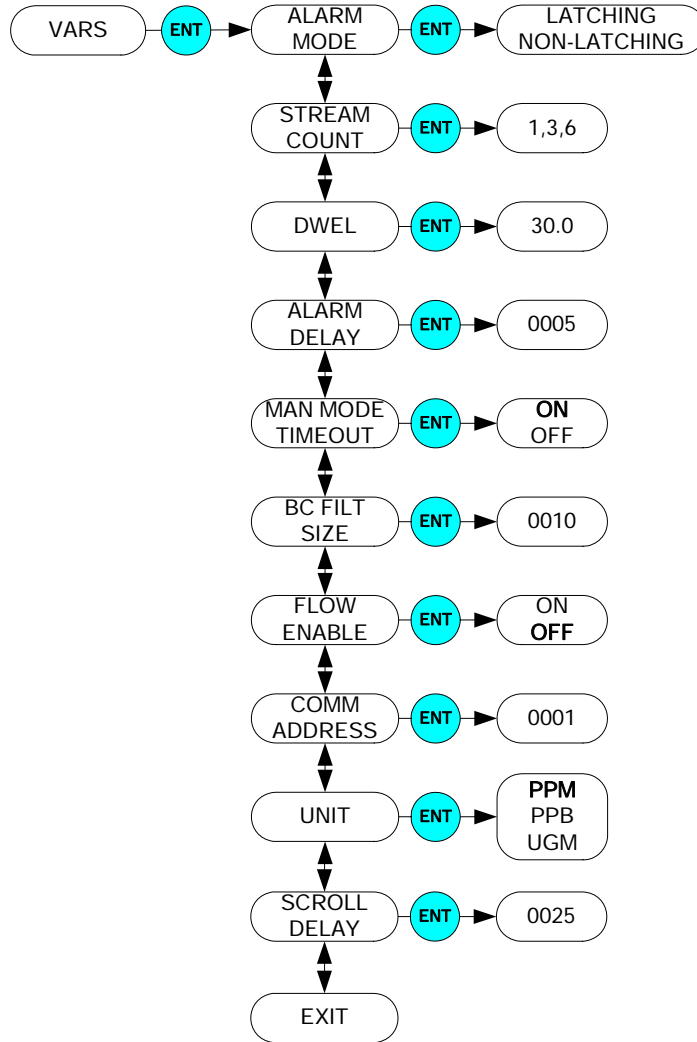 VARS
ENT
ALARM
MODE
ENT
LATCHING
NON-LATCHING
STREAM
COUNT
ENT
1,3,6
DWEL
ENT
30.0
ALARM
DELAY
ENT
0005
MAN MODE
TIMEOUT
ENT
ON
OFF
BC FILT
SIZE
ENT
0010
FLOW
ENABLE
ENT
ON
OFF
COMM
ADDRESS
ENT
0001
UNIT
ENT
PPM
PPB
UGM
SCROLL
DELAY
ENT
0025
EXIT